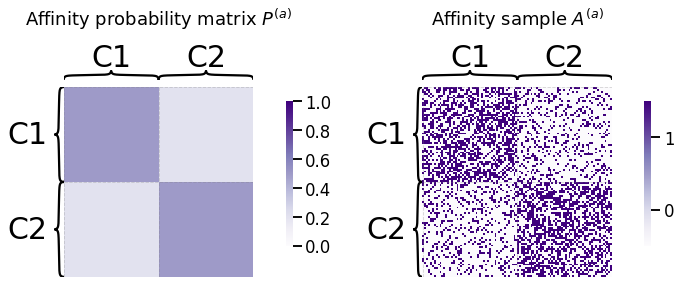 Affinity probability matrix P^(a)
C1 C2
C1
C2
1.0
0.8
0.6
0.4
0.2
0.0
Affinity sample A^(a)
C1 C2
C1
C2
1
0